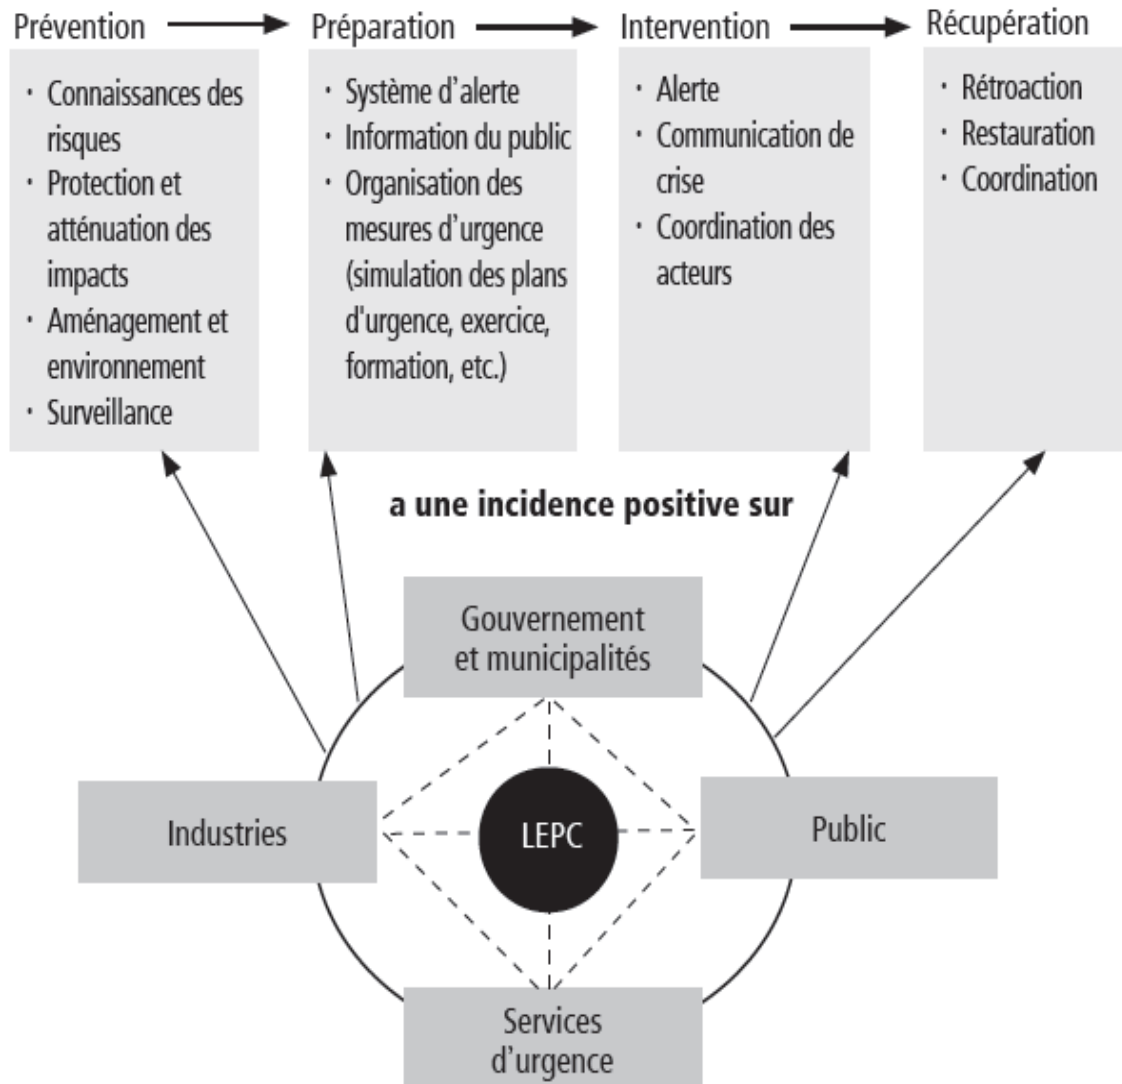 Prévention
Préparation
Intervention
Récupération
· Connaissances des
risques
· Protection et
atténuation des
impacts
· Aménagement et
environnement
· Surveillance
· Système d'alerte
· Information du public
· Organisation des
mesures d'urgence
(simulation des plans
d'urgence, exercice,
formation, etc.)
· Alerte
· Communication de
crise
· Coordination des
acteurs
· Rétroaction
· Restauration
· Coordination
a une incidence positive sur
Gouvernement
et municipalités
Industries
LEPC
Public
Services
d'urgence